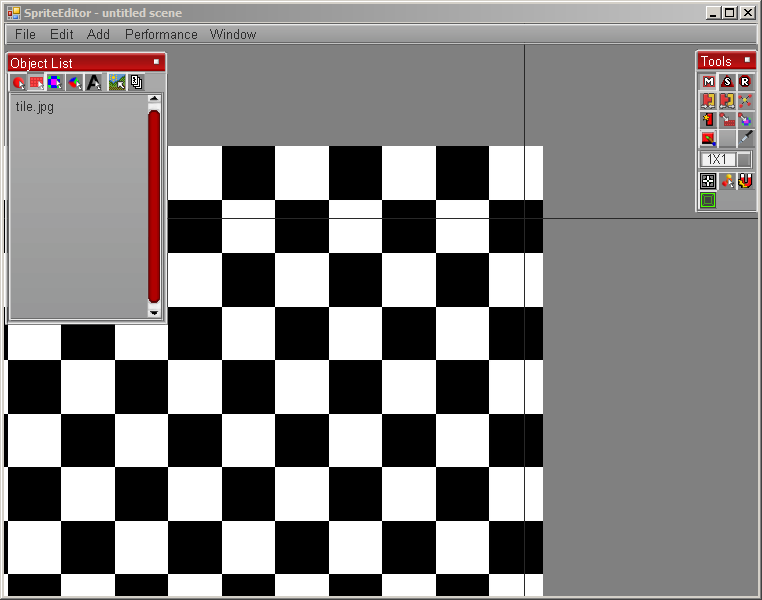 SpriteEditor - untitled scene
File Edit Add Performance Window
Object List
A
tile.jpg
Tools
M S R
1X1